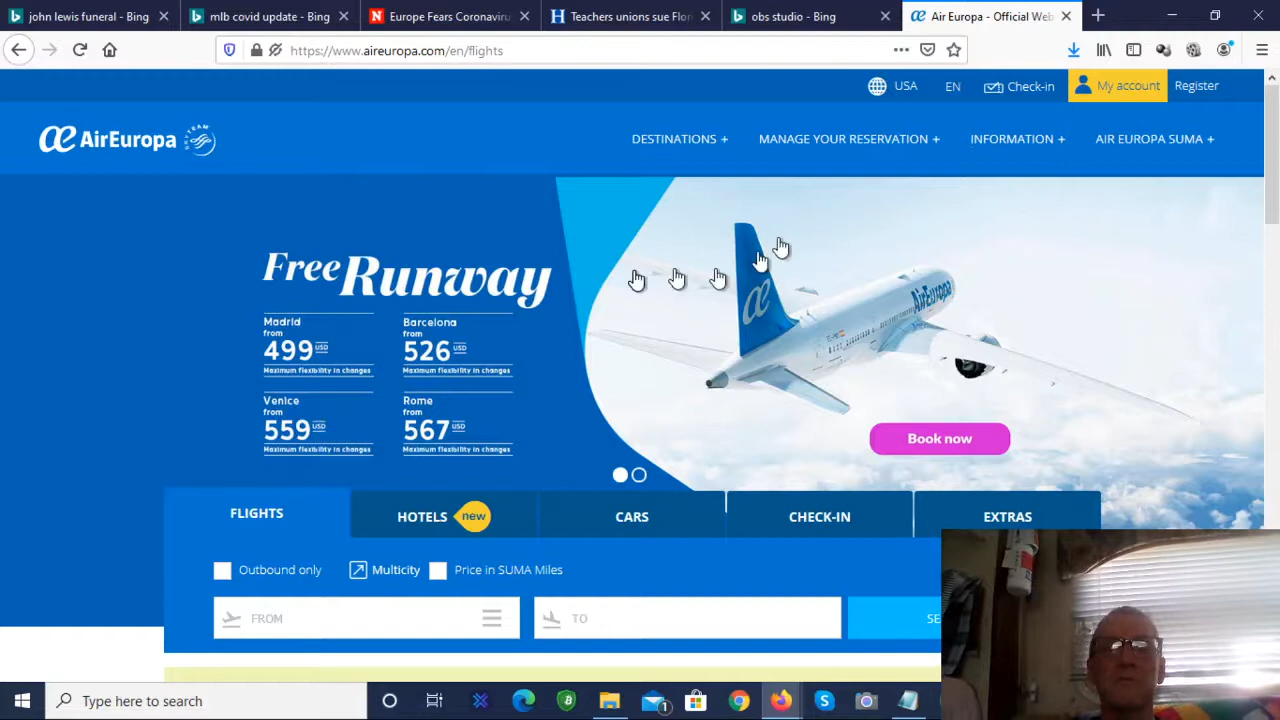 john lewis funeral - Bing
mlb covid update - Bing
Europe Fears Coronaviru
Teachers unions sue Flor
obs studio - Bing
Air Europa - Official Web
https://www.aireuropa.com/en/flights
USA
EN
Check-in
My account
Register
AirEuropa
DESTINATIONS +
MANAGE YOUR RESERVATION +
INFORMATION +
AIR EUROPA SUMA +
Free Runway
Madrid
from
499 USD
Maximum flexibility in changes
Barcelona
from
526 USD
Maximum flexibility in changes
Venice
from
559 USD
Maximum flexibility in changes
Rome
from
567 USD
Maximum flexibility in changes
AirEuropa
Book now
FLIGHTS
HOTELS new
CARS
CHECK-IN
EXTRAS
Outbound only
Multicity
Price in SUMA Miles
FROM
TO
SE
Type here to search
1